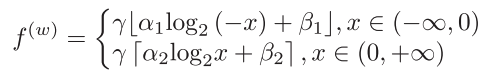 f^{(w)} = \begin{cases} \gamma \lfloor \alpha_1 \log_2 (-x) + \beta_1 \rfloor, x \in (-\infty, 0) \\ \gamma \lceil \alpha_2 \log_2 x + \beta_2 \rceil, x \in (0, +\infty) \end{cases}